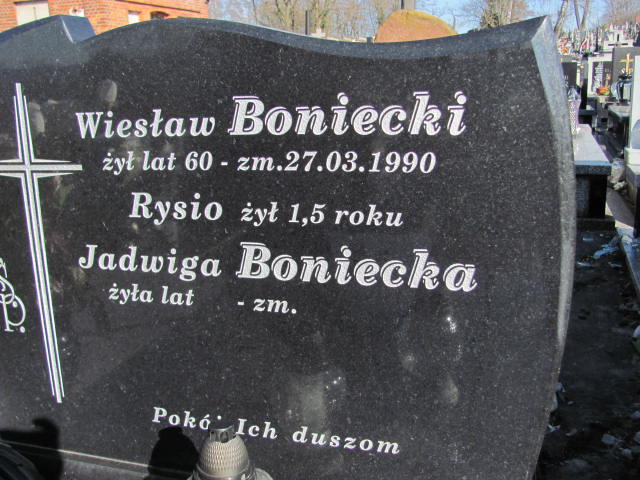 Wiesław Boniecki
żył lat 60 - zm.27.03.1990
Rysio żył 1,5 roku
Jadwiga Boniecka
żyła lat - zm.
Pokój Ich duszom